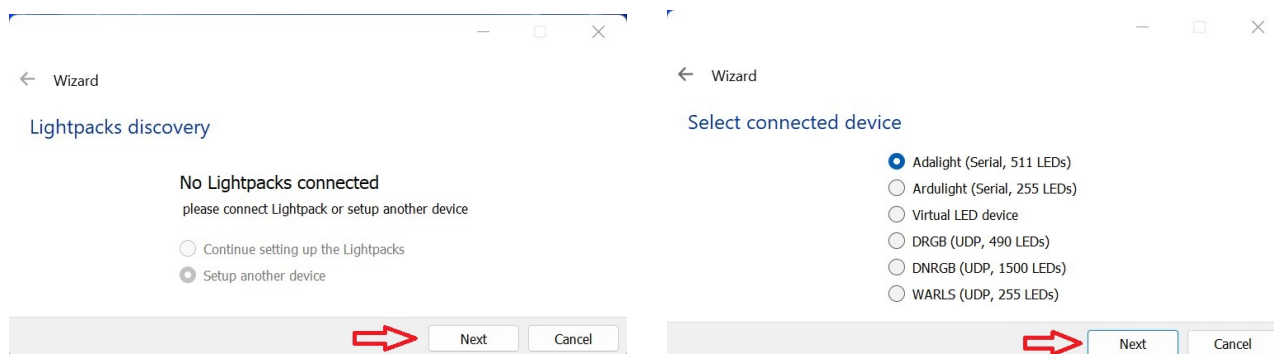 Wizard
Lightpacks discovery
No Lightpacks connected
please connect Lightpack or setup another device
Continue setting up the Lightpacks
Setup another device
Next Cancel
Wizard
Select connected device
Adalight (Serial, 511 LEDs)
Ardulight (Serial, 255 LEDs)
Virtual LED device
DRGB (UDP, 490 LEDs)
DNRGB (UDP, 1500 LEDs)
WARLS (UDP, 255 LEDs)
Next Cancel